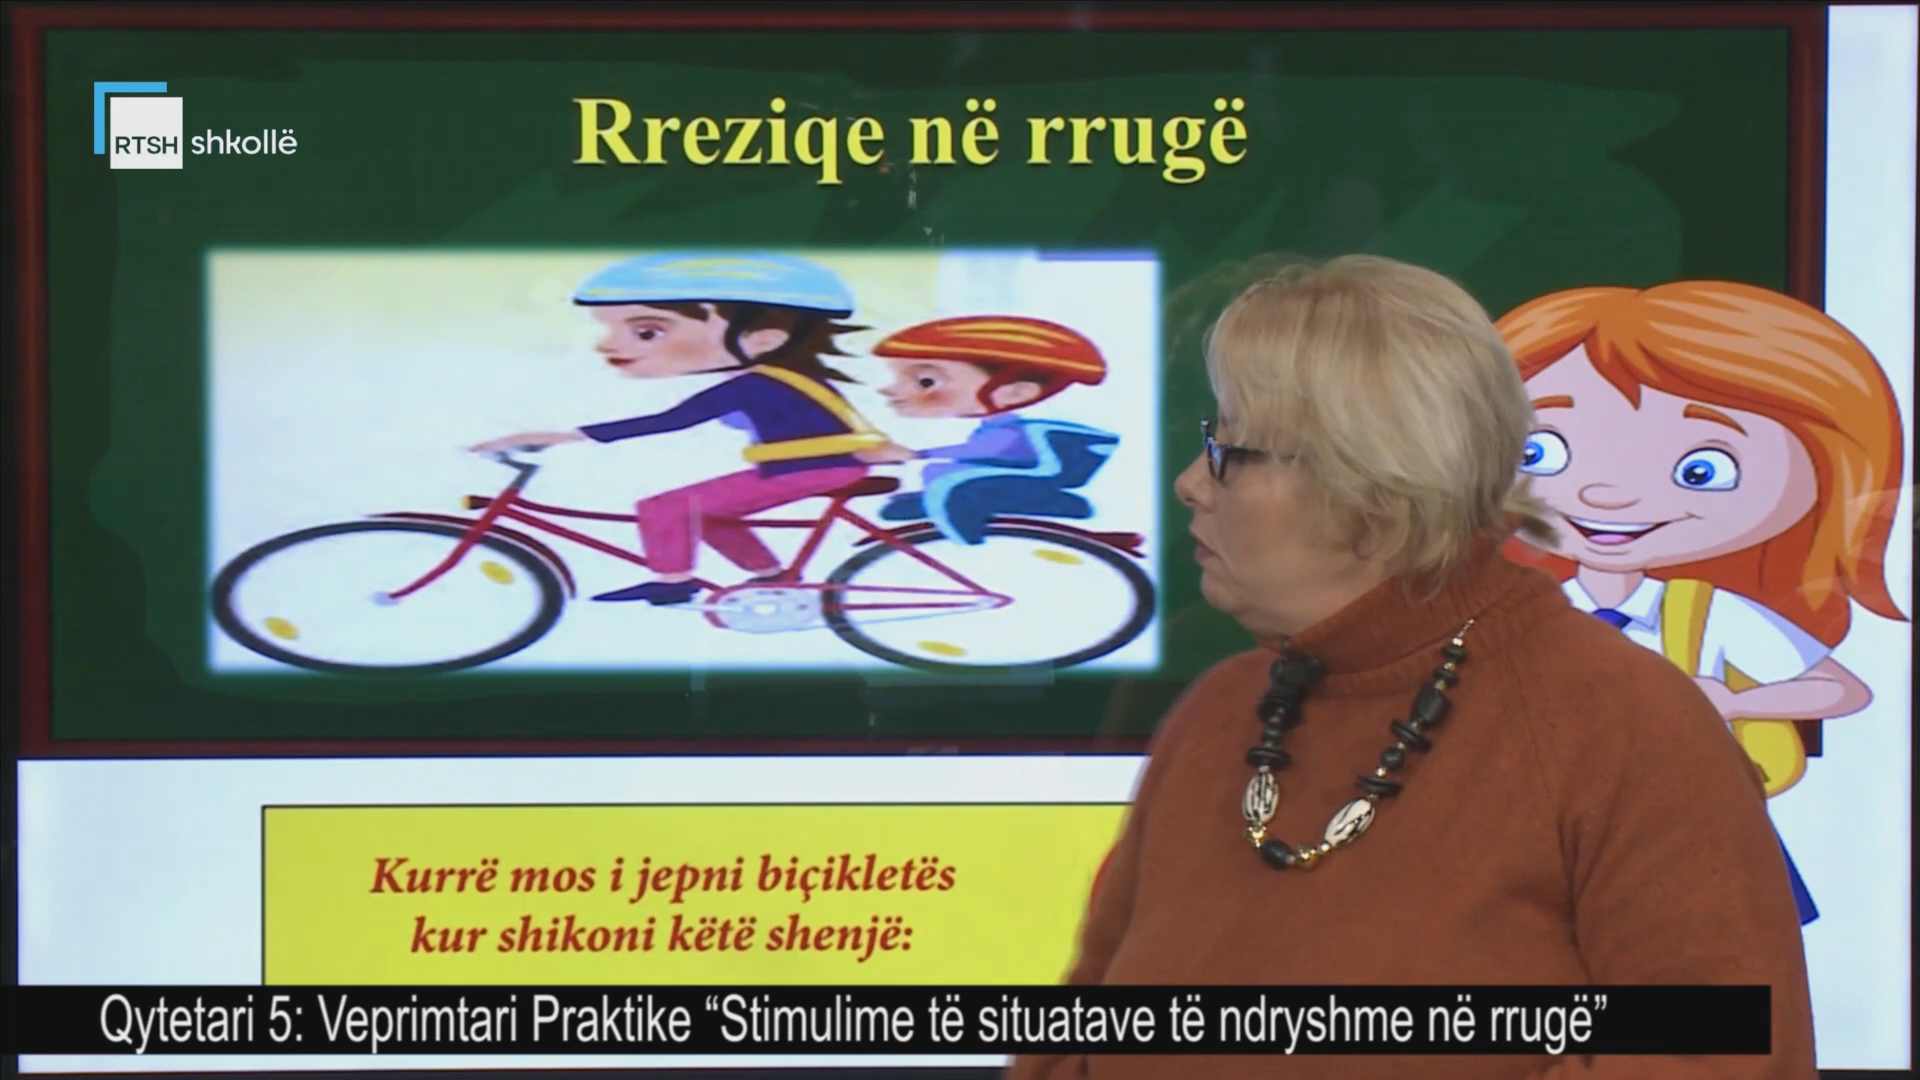 RTSH shkollë
Rreziqe në rrugë
Kurrë mos i jepni biçikletës
kur shikoni këtë shenjë:
Qytetari 5: Veprimtari Praktike “Stimulime të situatave të ndryshme në rrugë”